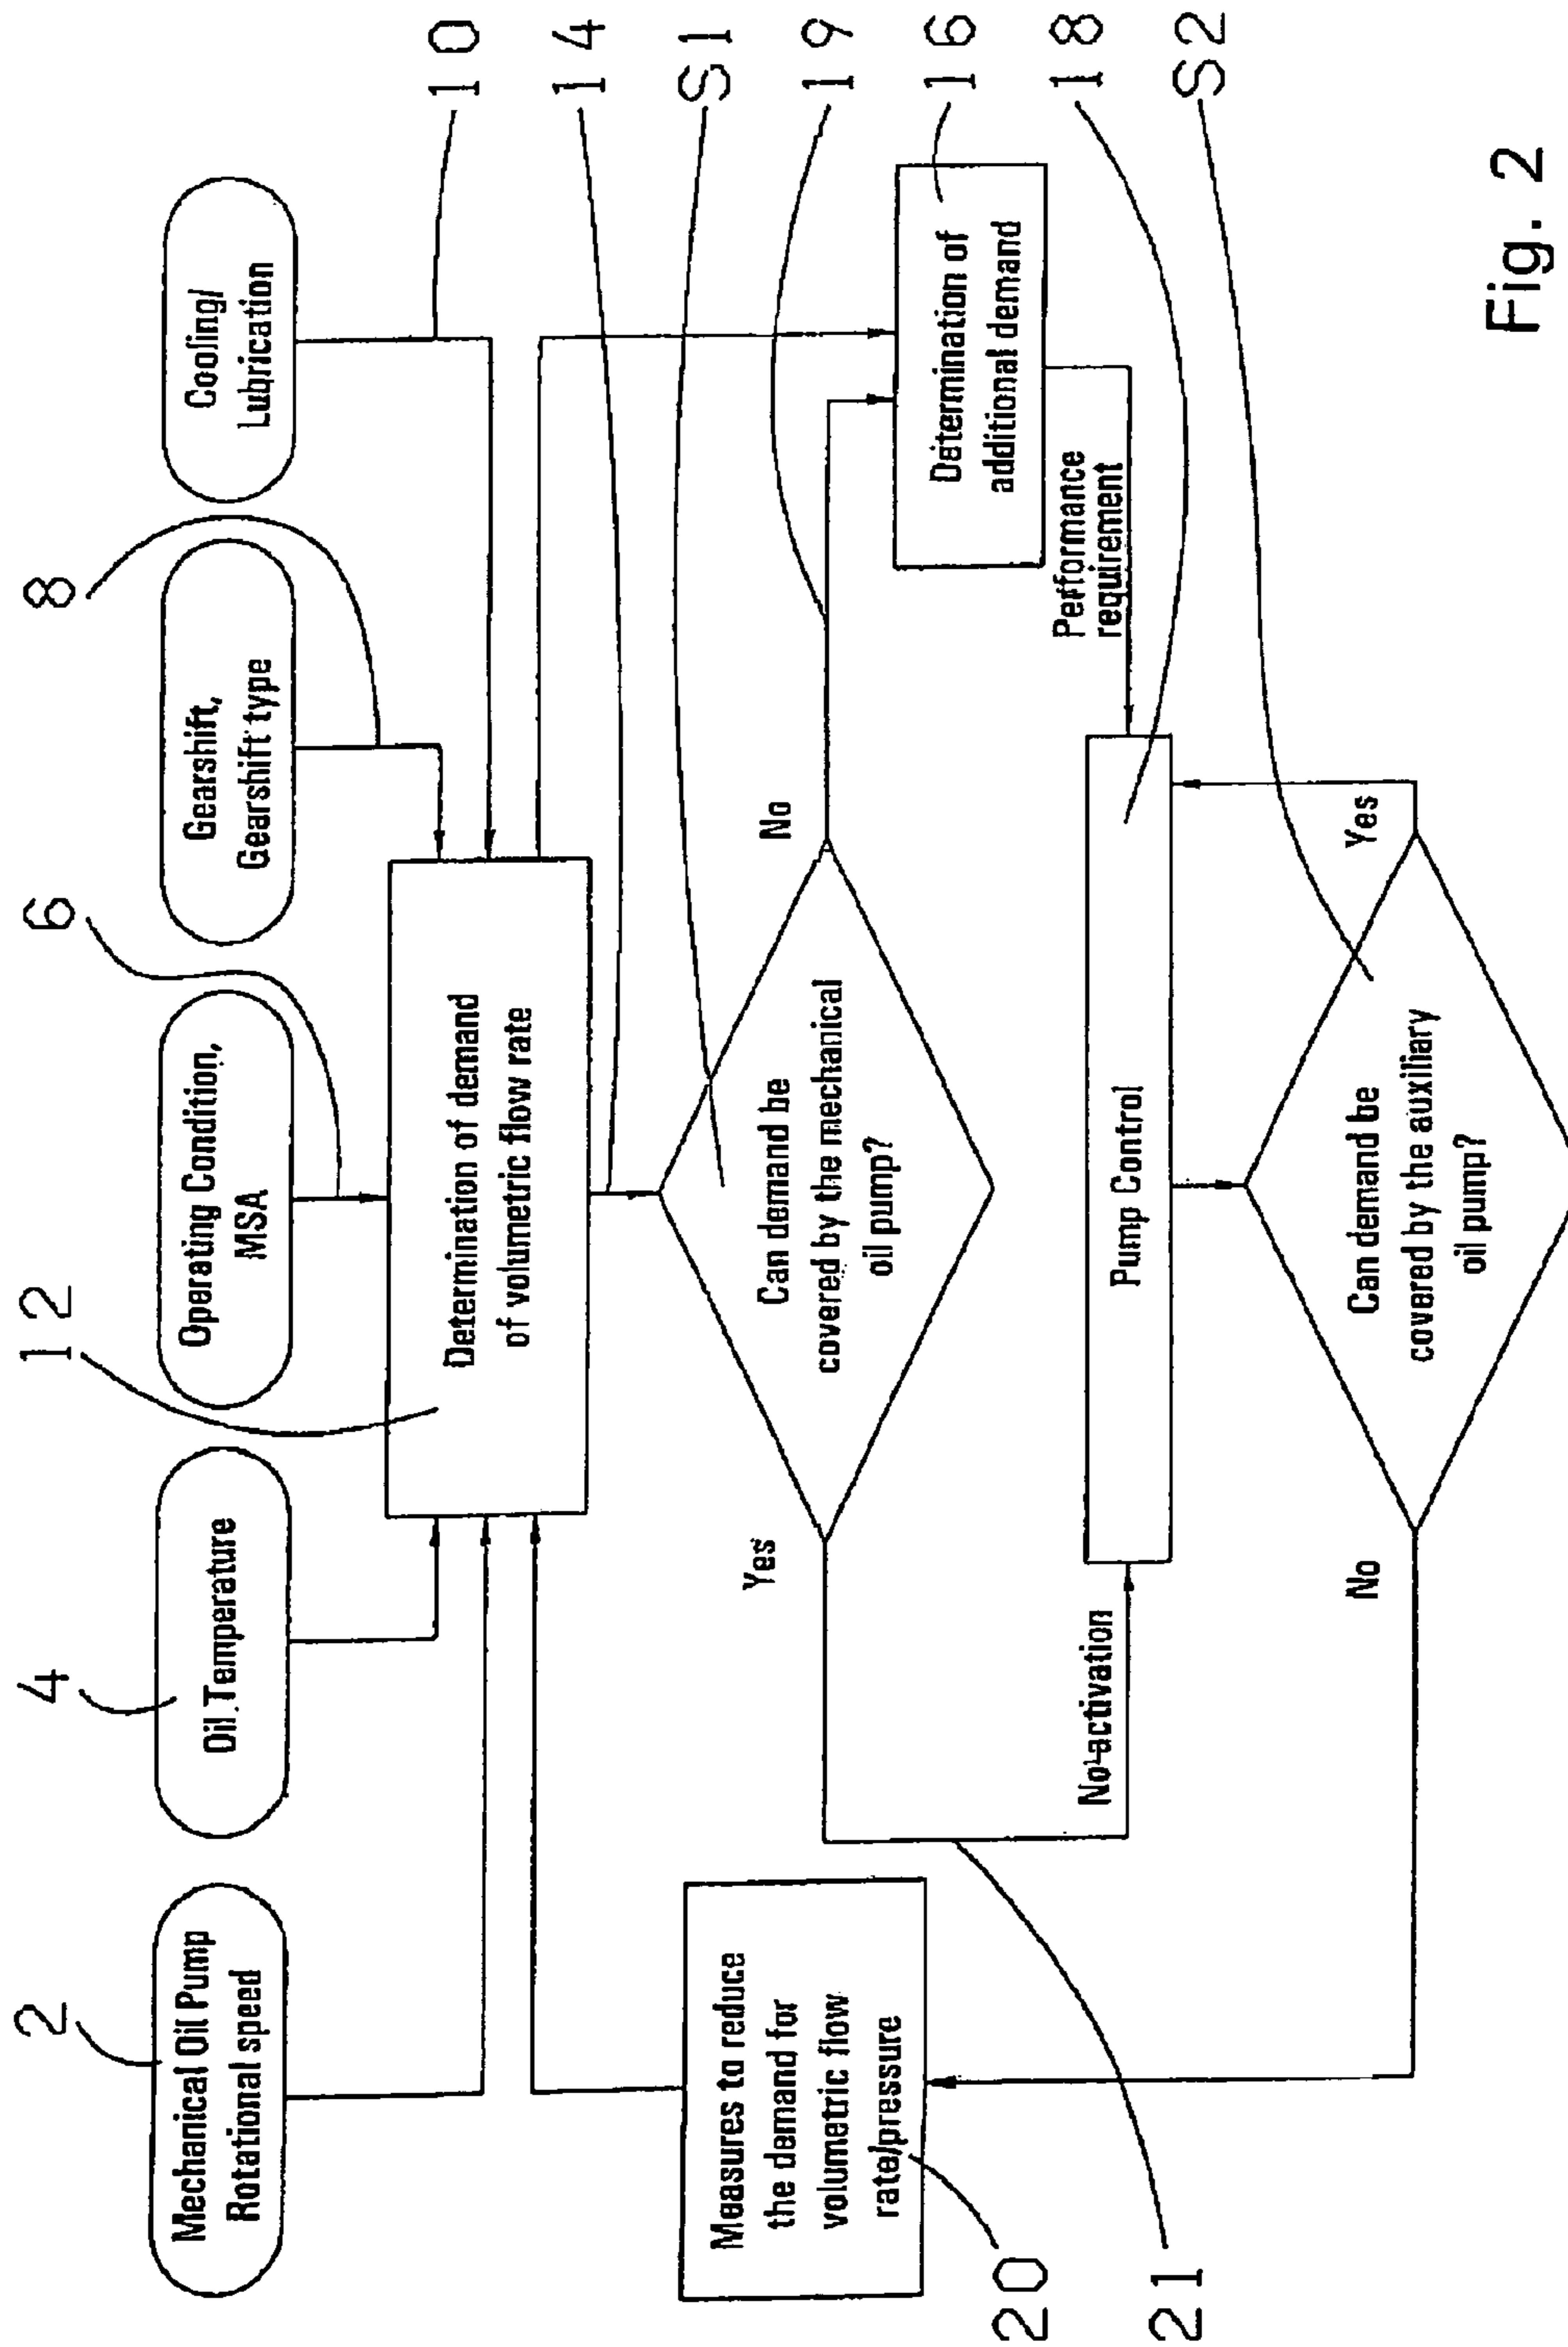 2
4
12
6
8
Mechanical Oil Pump
Rotational speed
Oil Temperature
Operating Condition,
MSA
Gearshift,
Gearshift type
Cooling/
Lubrication
10
Determination of demand
of volumetric flow rate
14
S1
Measures to reduce
the demand for
volumetric flow
rate/pressure
Yes
Can demand be
covered by the mechanical
oil pump?
No
19
Determination of
additional demand
16
20
21
No activation
Pump Control
Performance
requirement
18
No
Can demand be
covered by the auxiliary
oil pump?
Yes
S2
Fig. 2